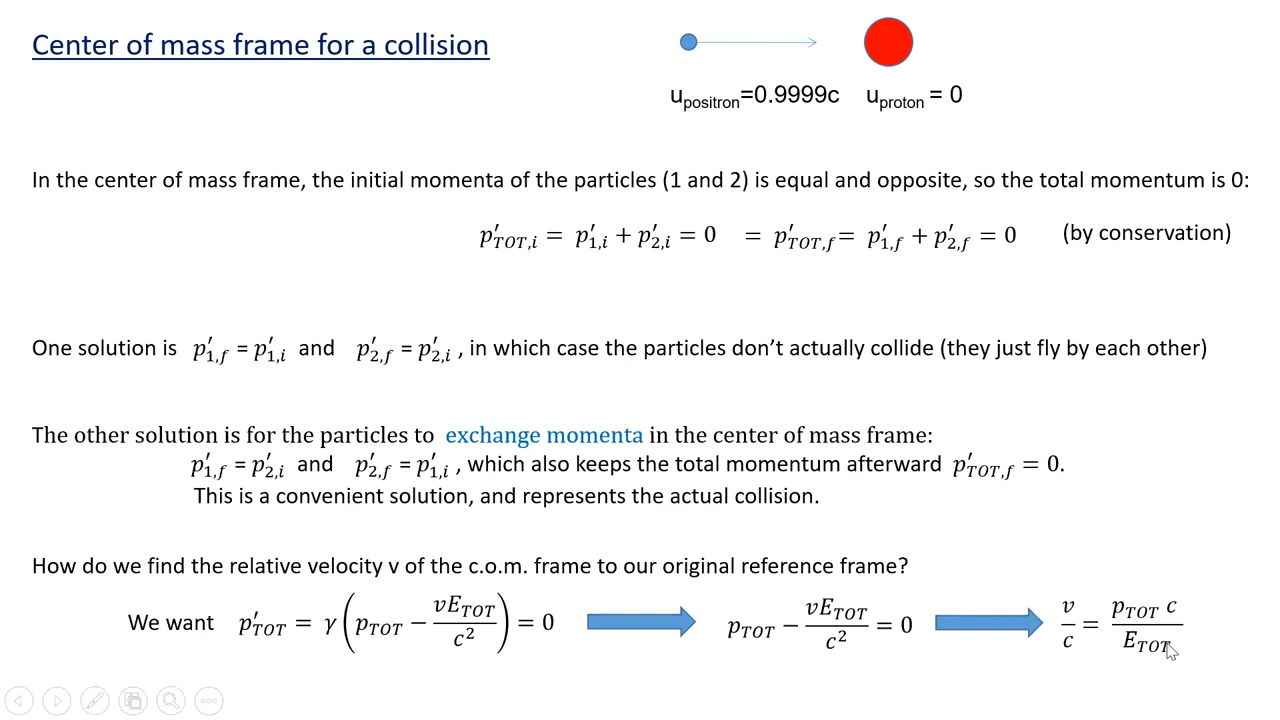 Center of mass frame for a collision
u_positron=0.9999c u_proton = 0
In the center of mass frame, the initial momenta of the particles (1 and 2) is equal and opposite, so the total momentum is 0:
p′_TOT,i = p′_1,i + p′_2,i = 0 = p′_TOT,f = p′_1,f + p′_2,f = 0 (by conservation)
One solution is p′_1,f = p′_1,i and p′_2,f = p′_2,i , in which case the particles don’t actually collide (they just fly by each other)
The other solution is for the particles to exchange momenta in the center of mass frame:
p′_1,f = p′_2,i and p′_2,f = p′_1,i , which also keeps the total momentum afterward p′_TOT,f = 0.
This is a convenient solution, and represents the actual collision.
How do we find the relative velocity v of the c.o.m. frame to our original reference frame?
We want p′_TOT = γ(p_TOT − vE_TOT/c²) = 0 p_TOT − vE_TOT/c² = 0 v/c = p_TOT c/E_TOT